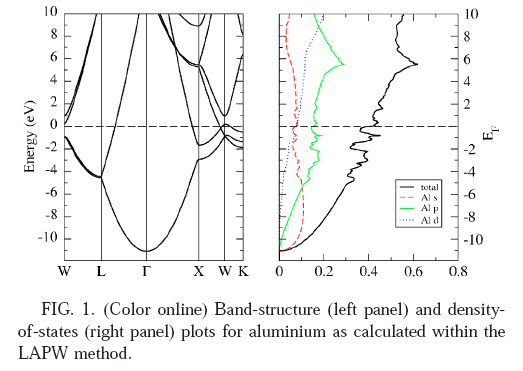 10
8
6
4
2
0
-2
-4
-6
-8
-10
Energy (eV)
W L Γ X W K
10
8
6
4
2
0
-2
-4
-6
-8
-10
E_F
total
Al s
Al p
Al d
0 0.2 0.4 0.6 0.8
FIG. 1. (Color online) Band-structure (left panel) and density-
of-states (right panel) plots for aluminium as calculated within the
LAPW method.